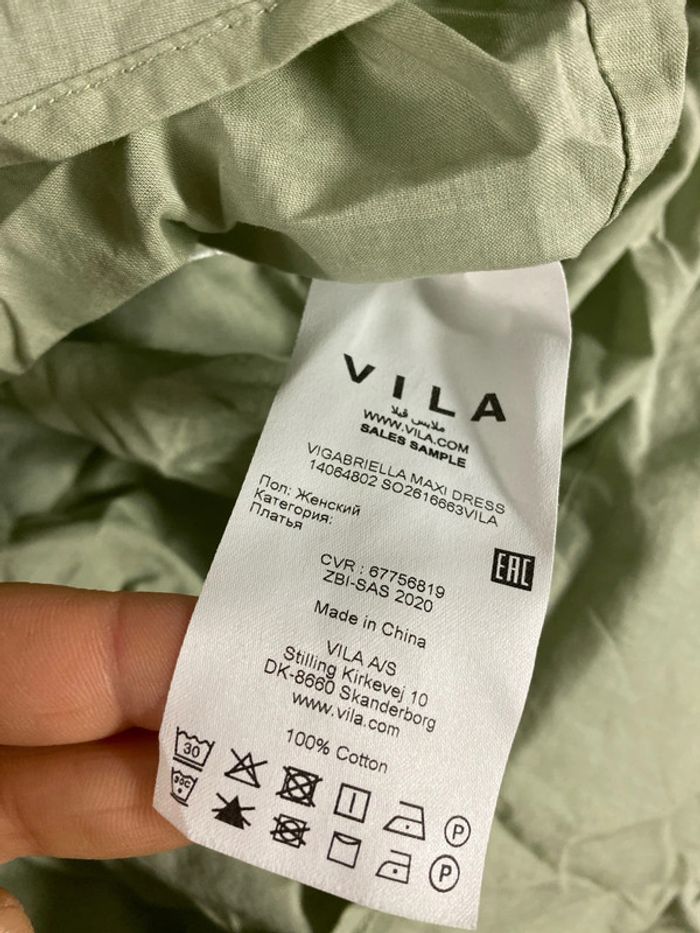 VILA
ملابس فيلا
WWW.VILA.COM
SALES SAMPLE
VIGABRIELLA MAXI DRESS
14064802 SO2616663VILA
Пол: Женский
Категория:
Платья
EAC
CVR : 67756819
ZBI-SAS 2020
Made in China
VILA A/S
Stilling Kirkevej 10
DK-8660 Skanderborg
www.vila.com
100% Cotton
30 P
30C P